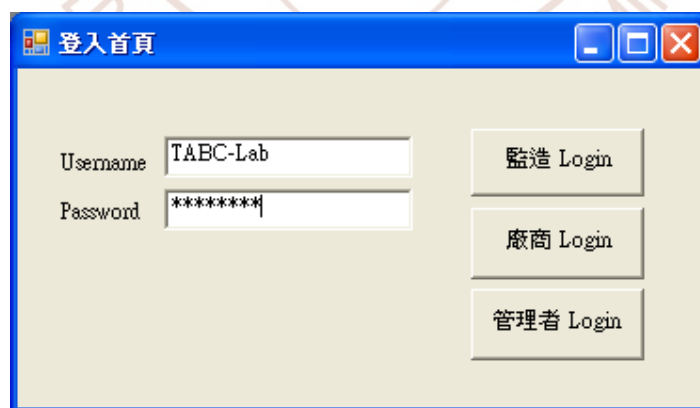 登入首頁
Username
TABC-Lab
Password
********
監造 Login
廠商 Login
管理者 Login